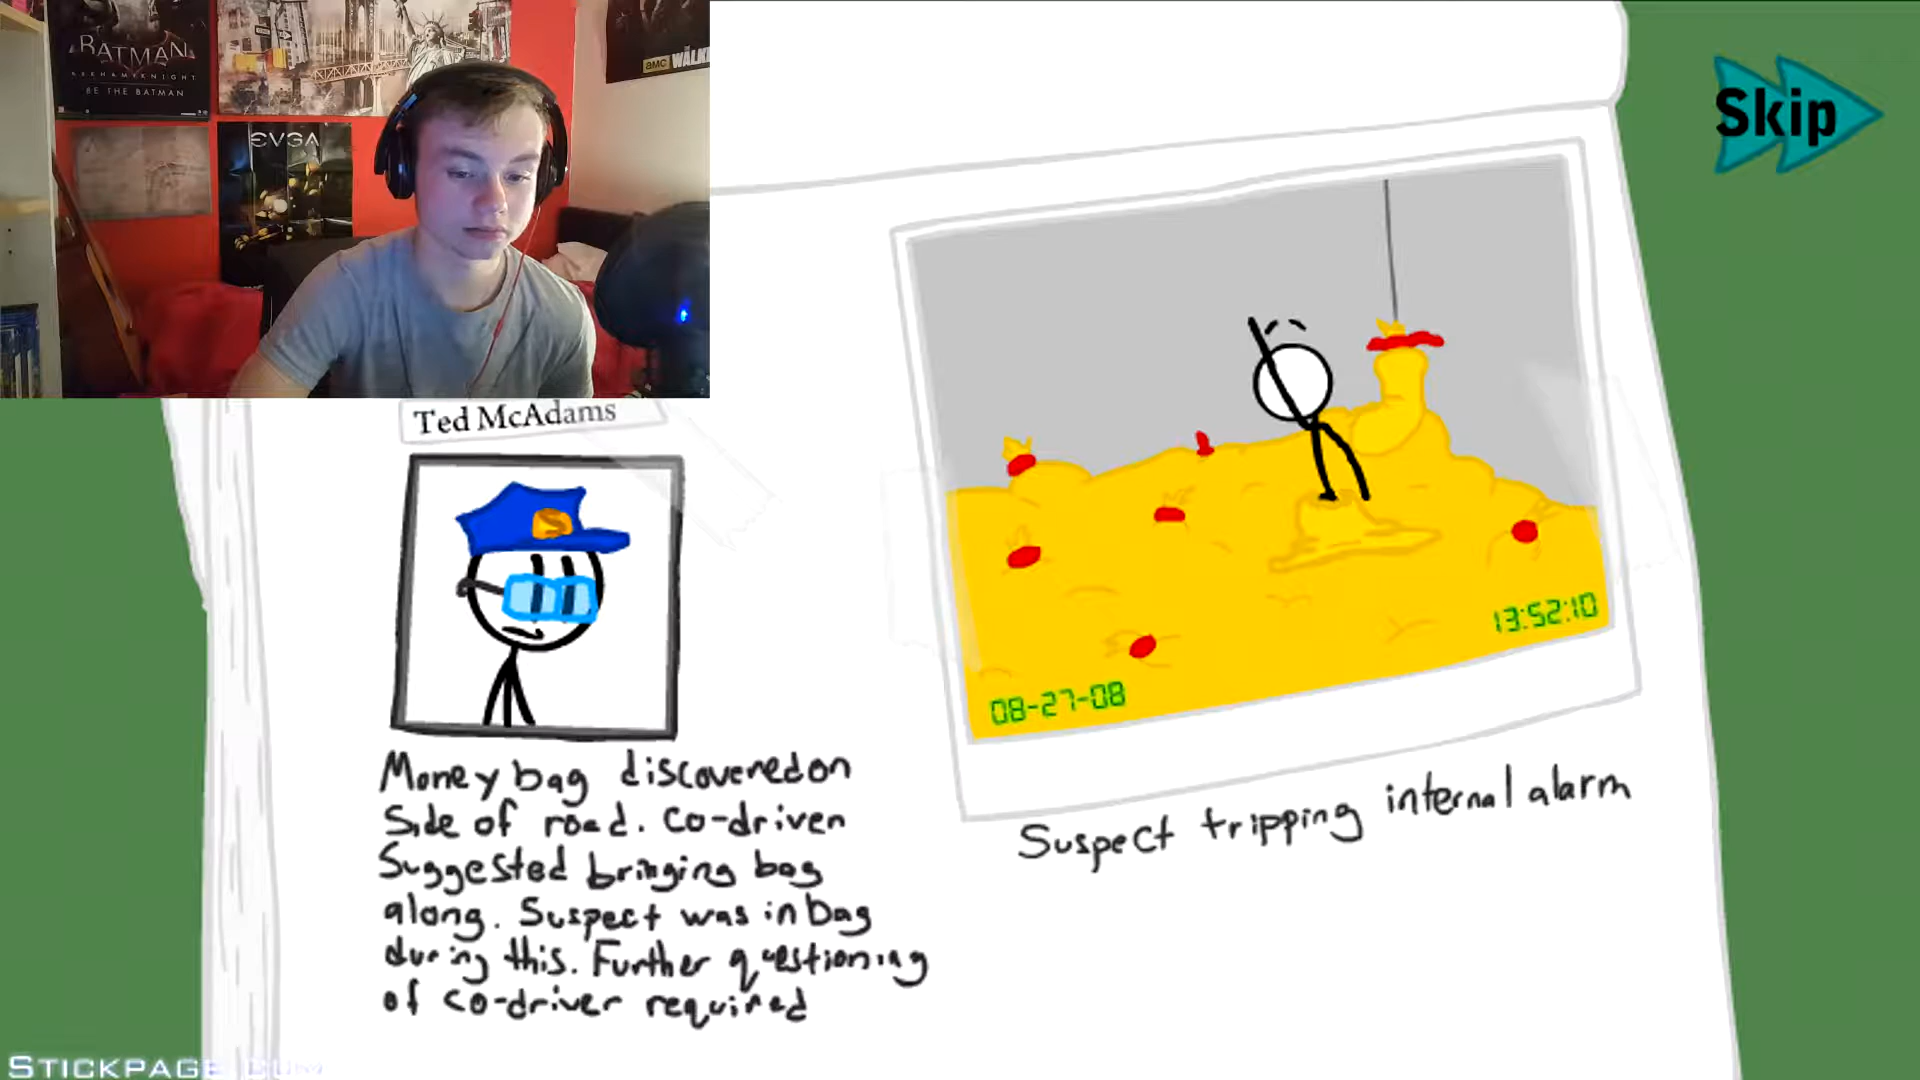 BATMAN
ARKHAM KNIGHT
BE THE BATMAN
EVGA
AMC
Skip
Ted McAdams
Money bag discovered on
Side of road. Co-driven
Suggested bringing bag
along. Suspect was in bag
during this. Further questioning
of co-driver required
13:52:10
08-27-08
Suspect tripping internal alarm
STICKPAGE.COM